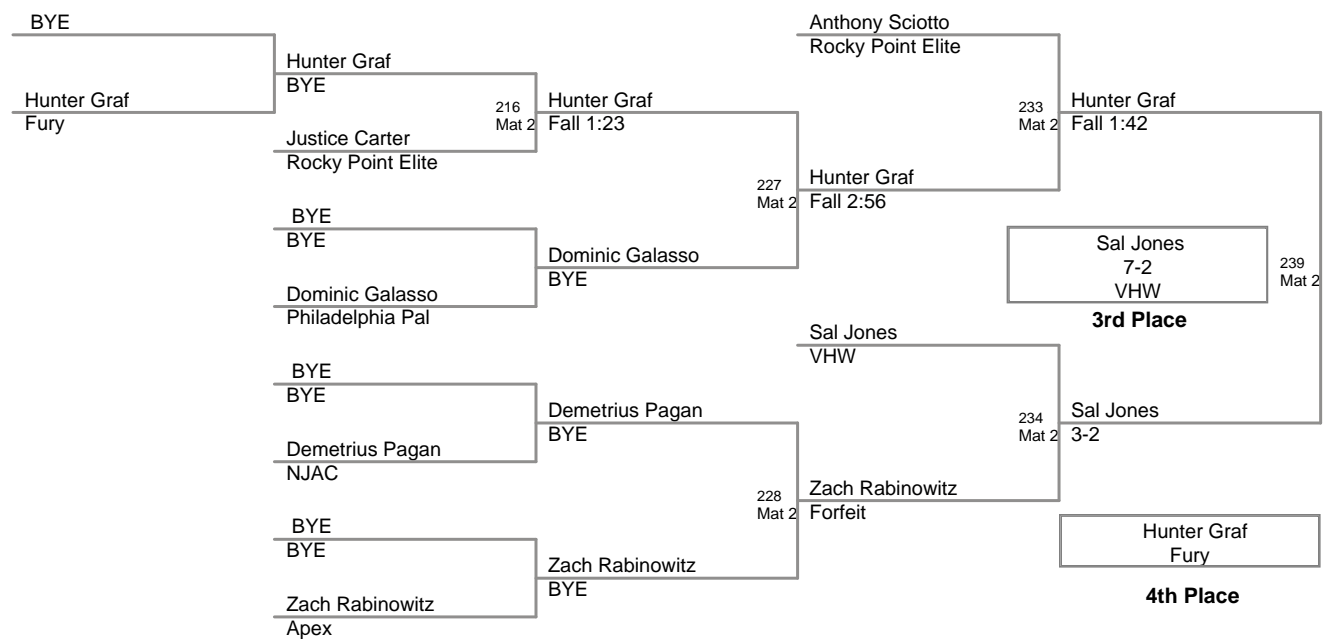 BYE
Hunter Graf
Fury
Hunter Graf
BYE
Justice Carter
Rocky Point Elite
BYE
BYE
Dominic Galasso
Philadelphia Pal
BYE
BYE
Demetrius Pagan
NJAC
BYE
BYE
Zach Rabinowitz
Apex
216
Mat 2
Hunter Graf
Fall 1:23
Dominic Galasso
BYE
Demetrius Pagan
BYE
Zach Rabinowitz
BYE
227
Mat 2
228
Mat 2
Anthony Sciotto
Rocky Point Elite
Hunter Graf
Fall 2:56
Sal Jones
VHW
Zach Rabinowitz
Forfeit
233
Mat 2
234
Mat 2
Hunter Graf
Fall 1:42
Sal Jones
7-2
VHW
3rd Place
239
Mat 2
Sal Jones
3-2
Hunter Graf
Fury
4th Place